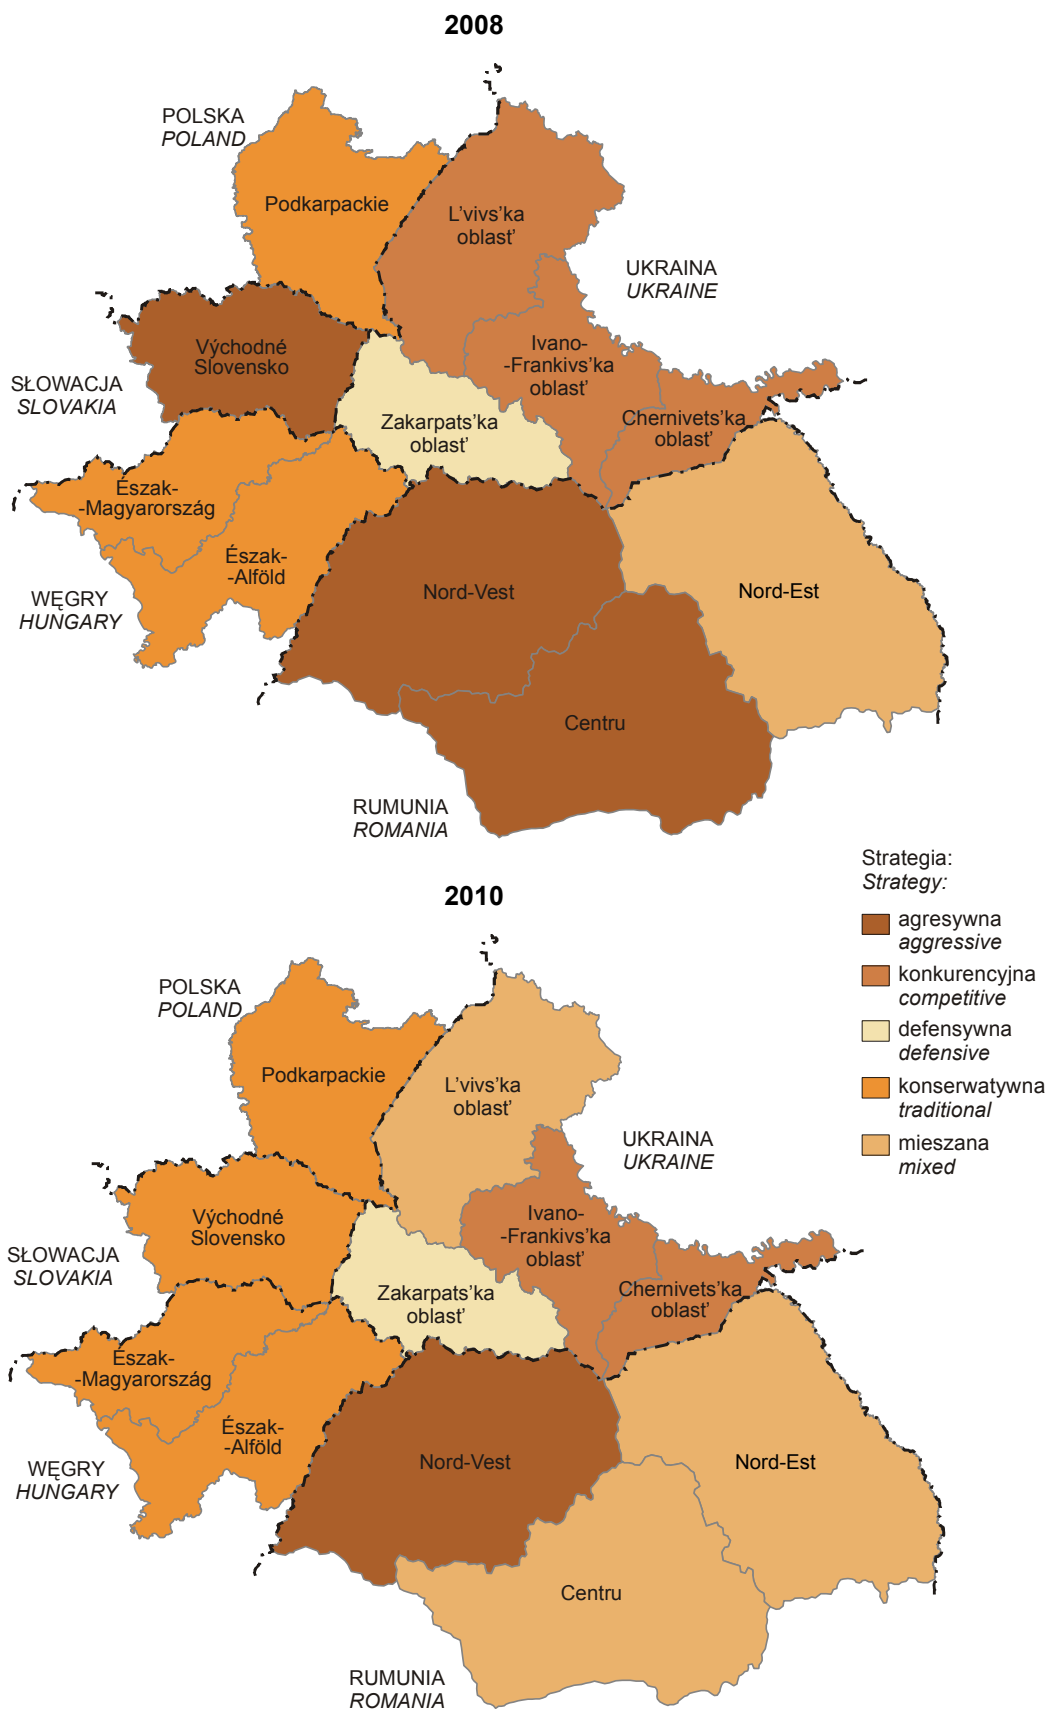 2008
POLSKA
POLAND
Podkarpackie
L'vivs'ka
oblast'
UKRAINA
UKRAINE
Východné
Slovensko
Ivano-
-Frankivs'ka
oblast'
SŁOWACJA
SLOVAKIA
Zakarpats'ka
oblast'
Chernivets'ka
oblast'
Észak-
-Magyarország
Észak-
-Alföld
WĘGRY
HUNGARY
Nord-Vest
Nord-Est
Centru
RUMUNIA
ROMANIA
Strategia:
Strategy:
agresywna
aggressive
konkurencyjna
competitive
defensywna
defensive
konserwatywna
traditional
mieszana
mixed
2010
POLSKA
POLAND
Podkarpackie
L'vivs'ka
oblast'
UKRAINA
UKRAINE
Východné
Slovensko
Ivano-
-Frankivs'ka
oblast'
SŁOWACJA
SLOVAKIA
Zakarpats'ka
oblast'
Chernivets'ka
oblast'
Észak-
-Magyarország
Észak-
-Alföld
WĘGRY
HUNGARY
Nord-Vest
Nord-Est
Centru
RUMUNIA
ROMANIA